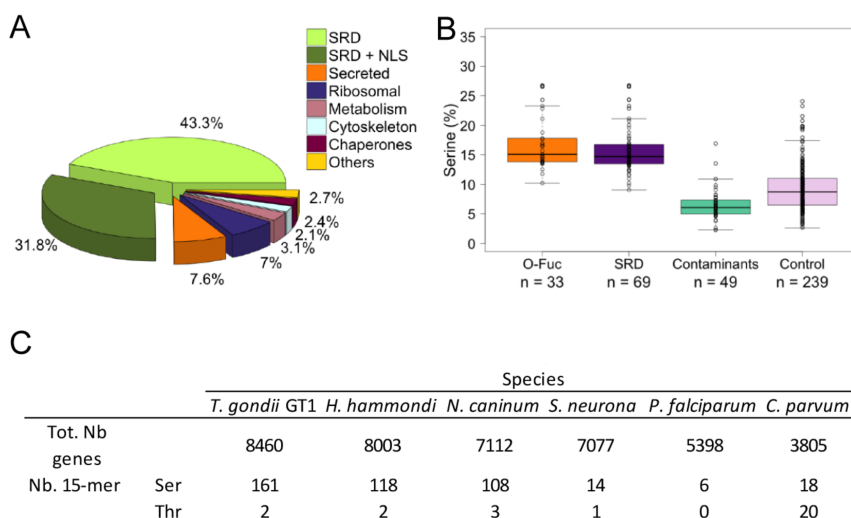 A
SRD
SRD + NLS
Secreted
Ribosomal
Metabolism
Cytoskeleton
Chaperones
Others
43.3%
31.8%
7.6%
7%
3.1%
2.1%
2.4%
2.7%
B
Serine (%)
35
30
25
20
15
10
5
0
O-Fuc SRD Contaminants Control
n = 33 n = 69 n = 49 n = 239
C
Species
T. gondii GT1 H. hammondi N. caninum S. neurona P. falciparum C. parvum
Tot. Nb
genes
8460 8003 7112 7077 5398 3805
Nb. 15-mer Ser 161 118 108 14 6 18
Thr 2 2 3 1 0 20